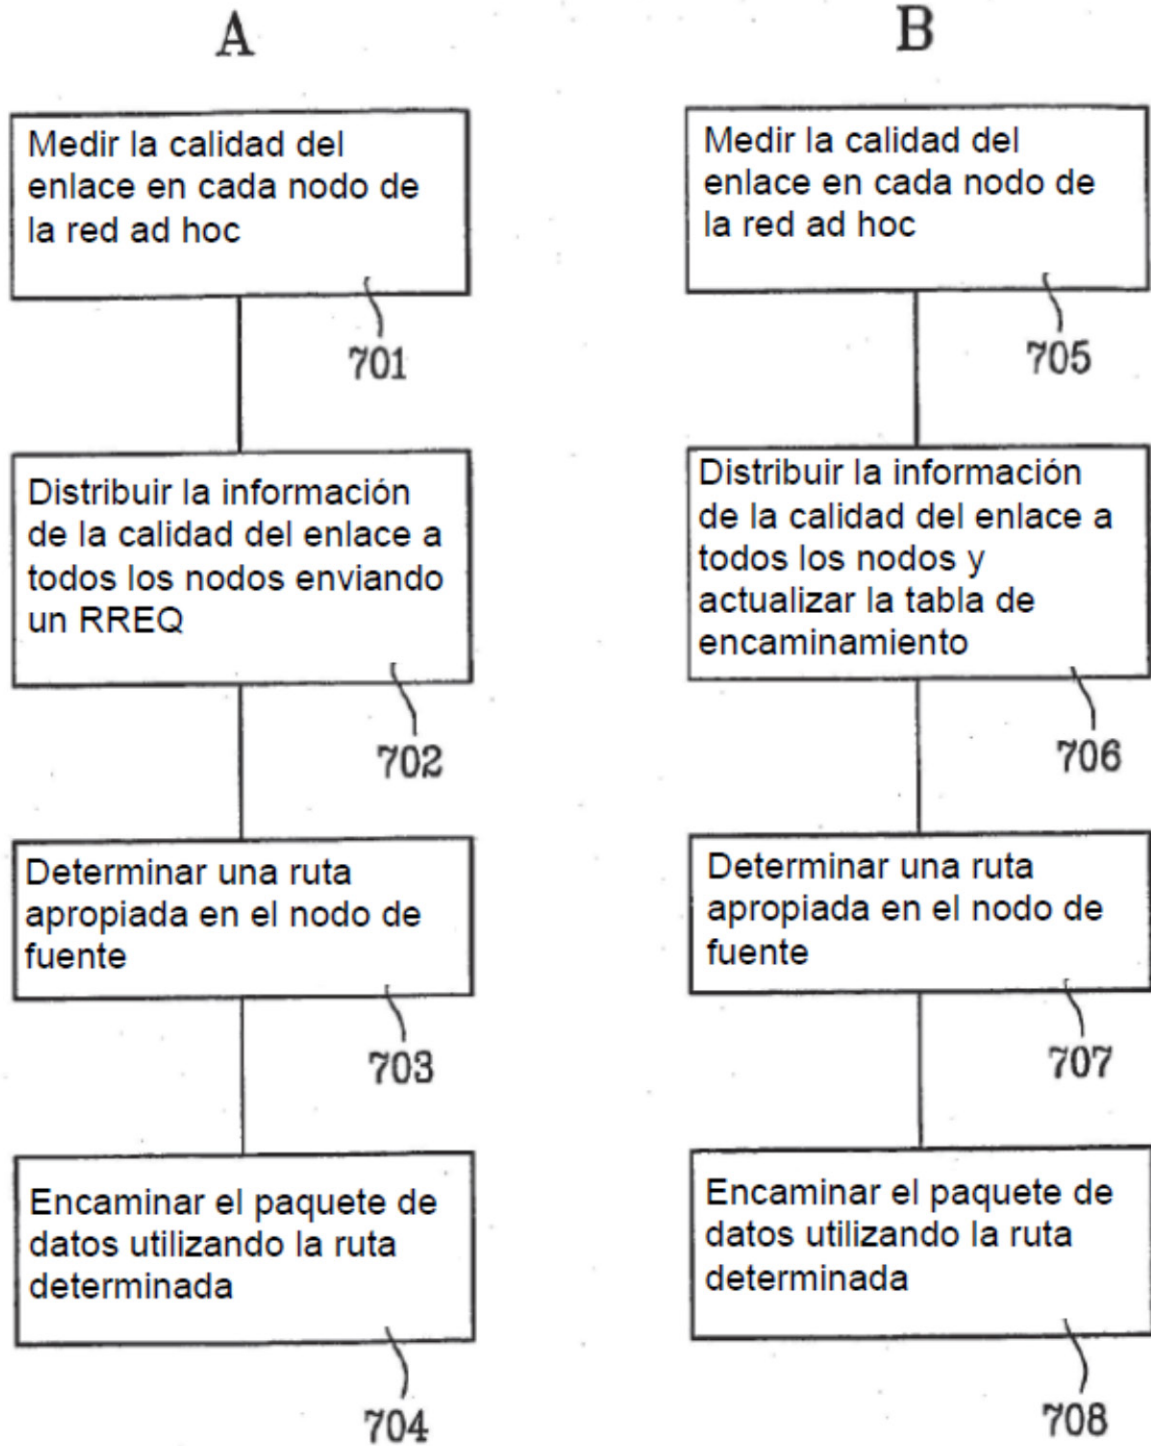 A
Medir la calidad del
enlace en cada nodo de
la red ad hoc
701
Distribuir la información
de la calidad del enlace a
todos los nodos enviando
un RREQ
702
Determinar una ruta
apropiada en el nodo de
fuente
703
Encaminar el paquete de
datos utilizando la ruta
determinada
704
B
Medir la calidad del
enlace en cada nodo de
la red ad hoc
705
Distribuir la información
de la calidad del enlace a
todos los nodos y
actualizar la tabla de
encaminamiento
706
Determinar una ruta
apropiada en el nodo de
fuente
707
Encaminar el paquete de
datos utilizando la ruta
determinada
708